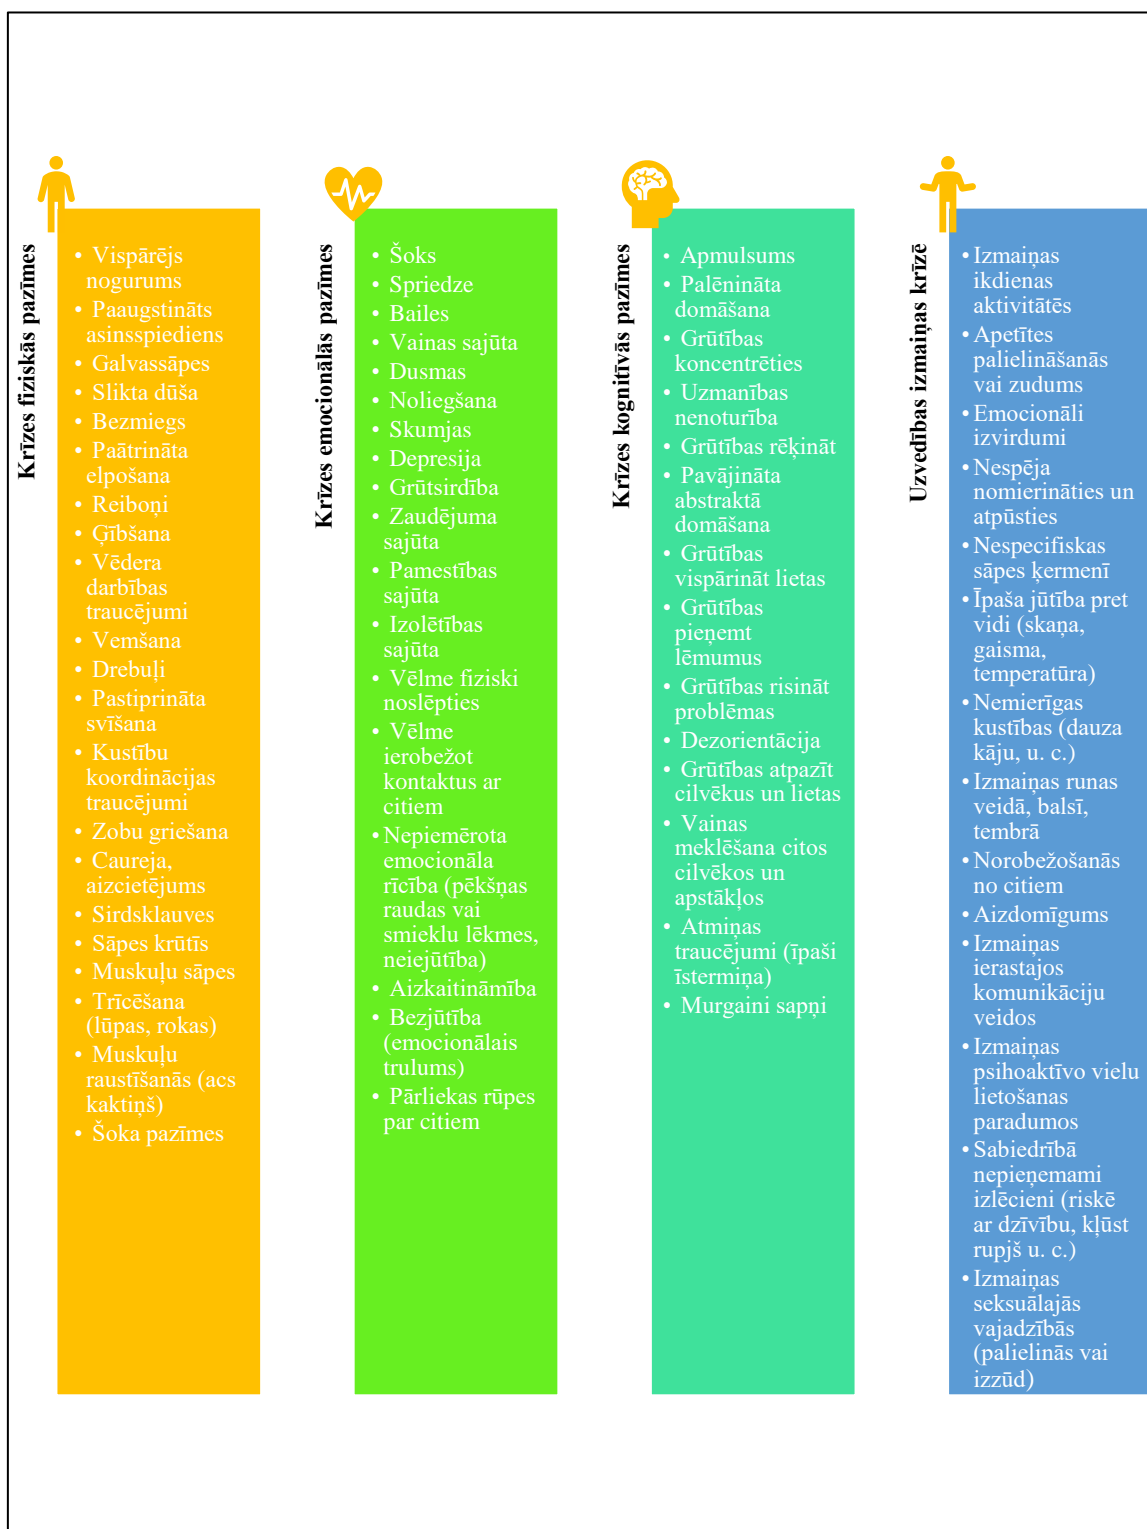 Krīzes fiziskās pazīmes
• Vispārējs
nogurums
• Paaugstināts
asinsspiediens
• Galvassāpes
• Slikta dūša
• Bezmiegs
• Paātrināta
elpošana
• Reiboņi
• Ģībšana
• Vēdera
darbības
traucējumi
• Vemšana
• Drebuļi
• Pastiprināta
svīšana
• Kustību
koordinācijas
traucējumi
• Zobu griešana
• Caureja,
aizcietējums
• Sirdsklauves
• Sāpes krūtīs
• Muskuļu sāpes
• Trīcēšana
(lūpas, rokas)
• Muskuļu
raustīšanās (acs
kaktiņš)
• Šoka pazīmes
Krīzes emocionālās pazīmes
• Šoks
• Spriedze
• Bailes
• Vainas sajūta
• Dusmas
• Noliegšana
• Skumjas
• Depresija
• Grūtsirdība
• Zaudējuma
sajūta
• Pamestības
sajūta
• Izolētības
sajūta
• Vēlme fiziski
noslēpties
• Vēlme
ierobežot
kontaktus ar
citiem
• Nepiemērota
emocionāla
rīcība (pēkšņas
raudas vai
smieklu lēkmes,
neiejūtība)
• Aizkaitināmība
• Bezjūtība
(emocionālais
trulums)
• Pārliekas rūpes
par citiem
Krīzes kognitīvās pazīmes
• Apmulsums
• Palēnināta
domāšana
• Grūtības
koncentrēties
• Uzmanības
nenoturība
• Grūtības rēķināt
• Pavājināta
abstraktā
domāšana
• Grūtības
vispārināt lietas
• Grūtības
pieņemt
lēmumus
• Grūtības risināt
problēmas
• Dezorientācija
• Grūtības atpazīt
cilvēkus un lietas
• Vainas
meklēšana citos
cilvēkos un
apstākļos
• Atmiņas
traucējumi (īpaši
īstermiņa)
• Murgaini sapņi
Uzvedības izmaiņas krīzē
• Izmaiņas
ikdienas
aktivitātēs
• Apetītes
palielināšanās
vai zudums
• Emocionāli
izvirdumi
• Nespēja
nomierināties un
atpūsties
• Nespecifiskas
sāpes ķermenī
• Īpaša jūtība pret
vidi (skaņa,
gaisma,
temperatūra)
• Nemierīgas
kustības (dauza
kāju, u. c.)
• Izmaiņas runas
veidā, balsī,
tembrā
• Norobežošanās
no citiem
• Aizdomīgums
• Izmaiņas
ierastajos
komunikāciju
veidos
• Izmaiņas
psihoaktīvo vielu
lietošanas
paradumos
• Sabiedrībā
nepieņemami
izlēcieni (riskē
ar dzīvību, kļūst
rupjš u. c.)
• Izmaiņas
seksuālajās
vajadzībās
(palielinās vai
izzūd)